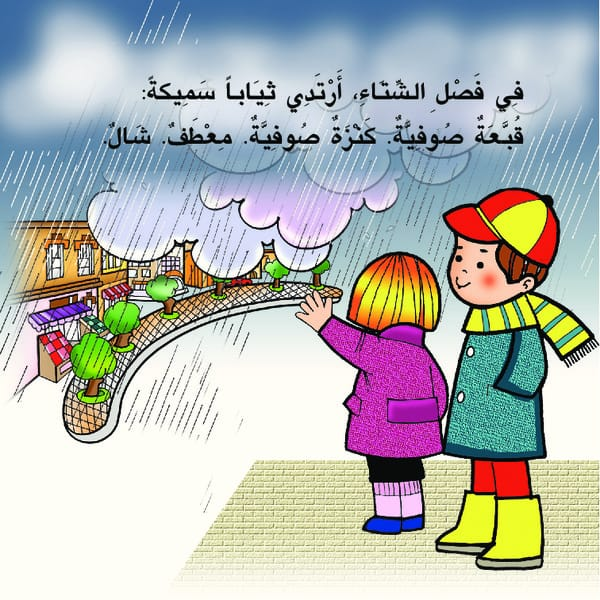 فِي فَصْلِ الشِّتَاءِ، أَرْتَدِي ثِيَاباً سَمِيكَةً:
قُبَّعَةٌ صُوفِيَّةٌ. كَنْزَةٌ صُوفِيَّةٌ. مِعْطَفٌ. شَالٌ.